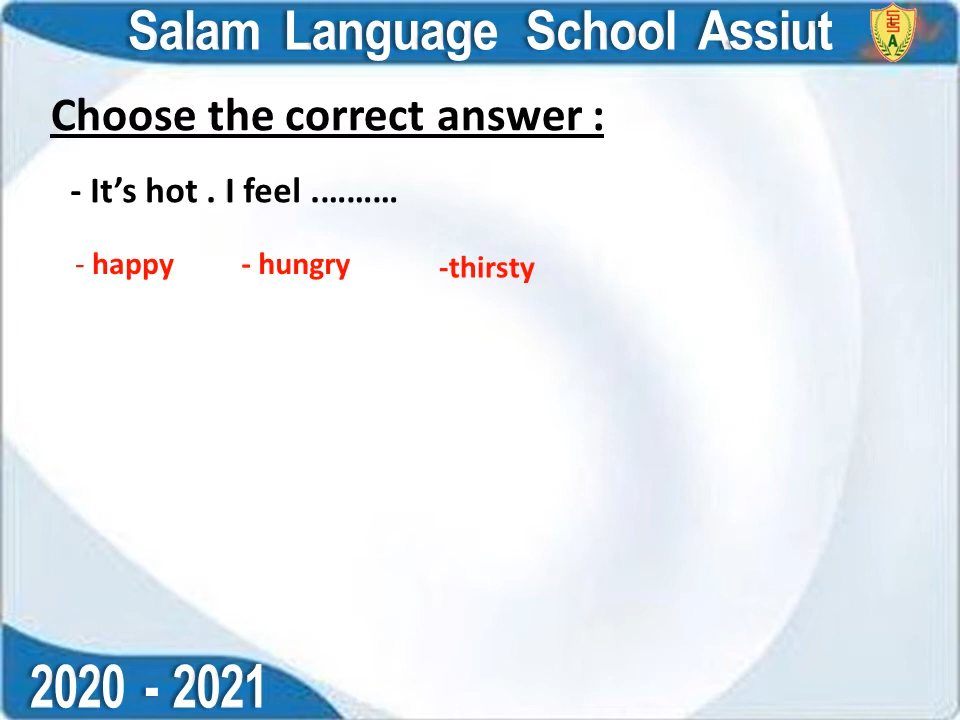 Salam Language School Assiut
Choose the correct answer :
- It’s hot . I feel ……….
- happy - hungry -thirsty
2020 - 2021